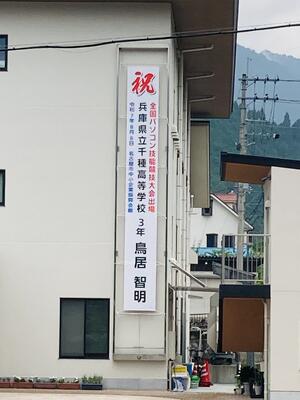 祝
全国パソコン技能競技大会出場
兵庫県立千種高等学校 3年 鳥居 智明
令和7年8月8日 名古屋市中小企業振興会館